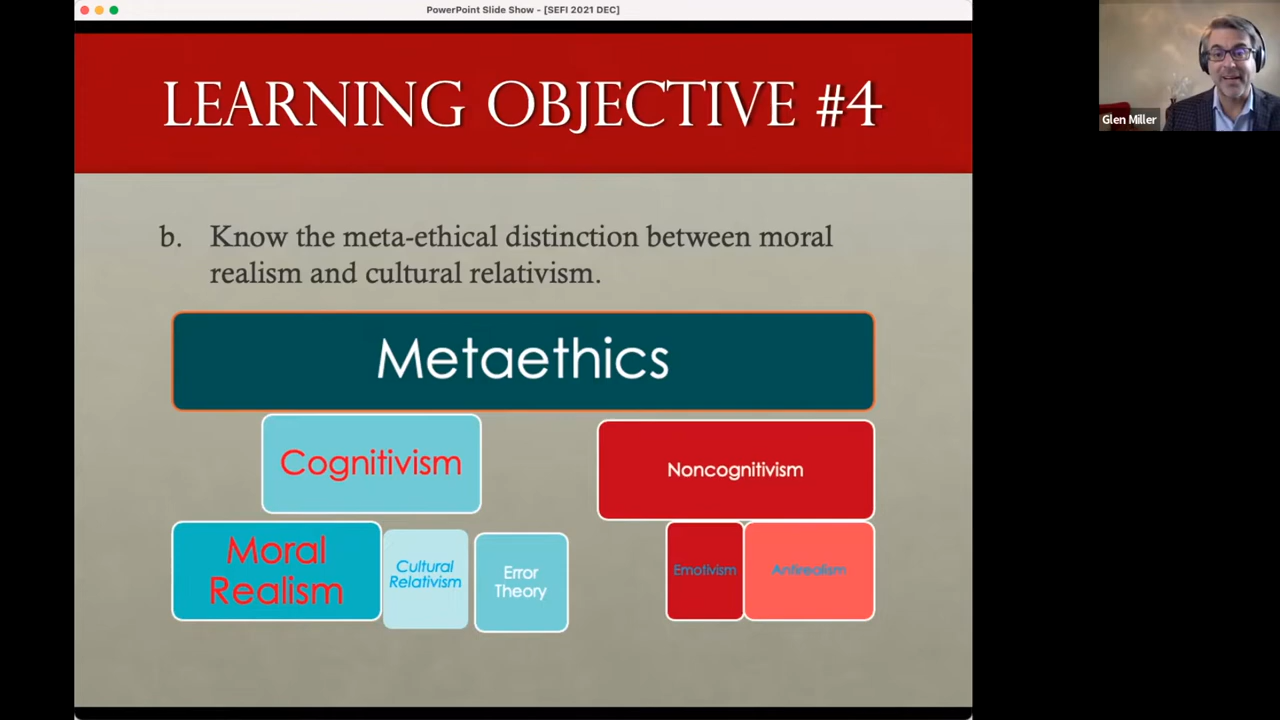 PowerPoint Slide Show - [SEFI 2021 DEC]
LEARNING OBJECTIVE #4
b. Know the meta-ethical distinction between moral
realism and cultural relativism.
Metaethics
Cognitivism
Noncognitivism
Moral
Realism
Cultural
Relativism
Error
Theory
Emotivism
Antirealism
Glen Miller